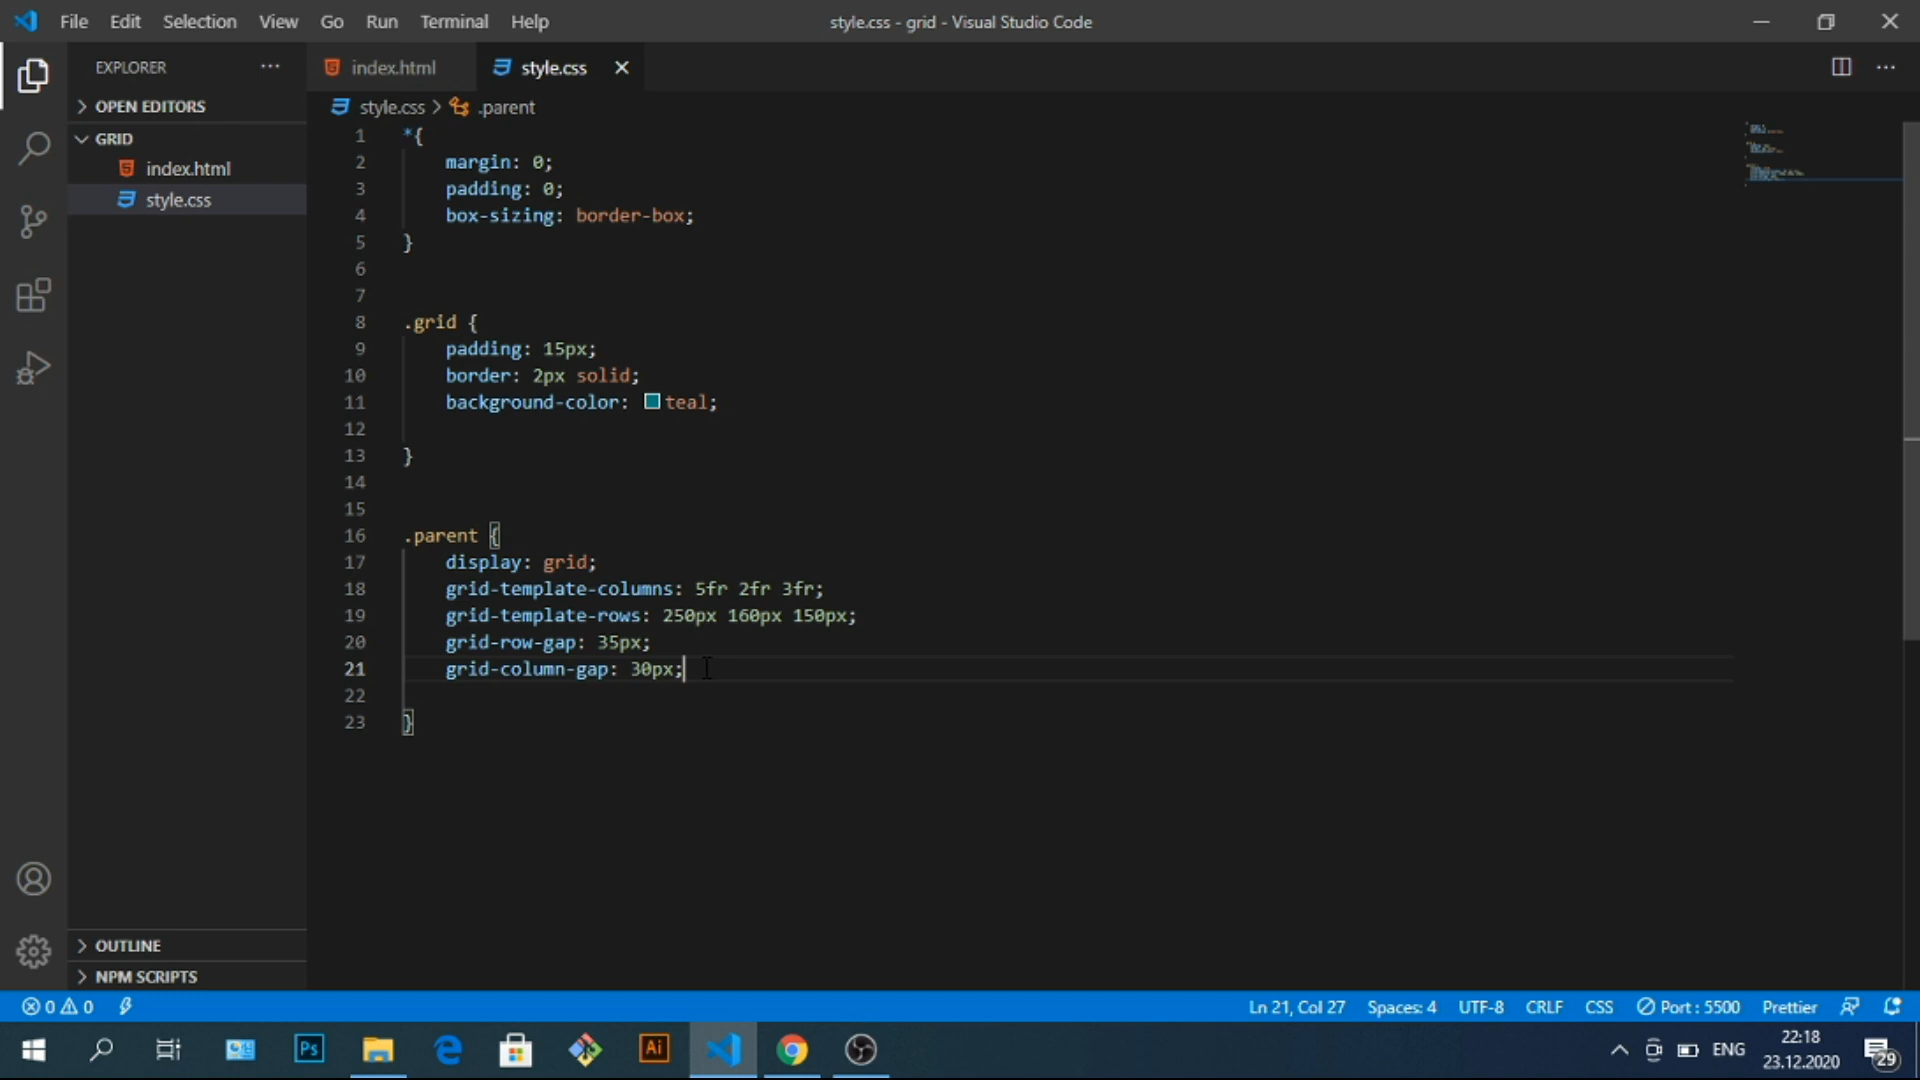 File Edit Selection View Go Run Terminal Help
style.css - grid - Visual Studio Code
EXPLORER
OPEN EDITORS
GRID
index.html
style.css
OUTLINE
NPM SCRIPTS
index.html style.css
style.css > .parent
1 *{
2 margin: 0;
3 padding: 0;
4 box-sizing: border-box;
5 }
6
7
8 .grid {
9 padding: 15px;
10 border: 2px solid;
11 background-color: teal;
12
13 }
14
15
16 .parent {
17 display: grid;
18 grid-template-columns: 5fr 2fr 3fr;
19 grid-template-rows: 250px 160px 150px;
20 grid-row-gap: 35px;
21 grid-column-gap: 30px;
22
23 }
0 0 Ln 21, Col 27 Spaces: 4 UTF-8 CRLF CSS Port : 5500 Prettier
Ps Ai ENG
22:18
23.12.2020
29